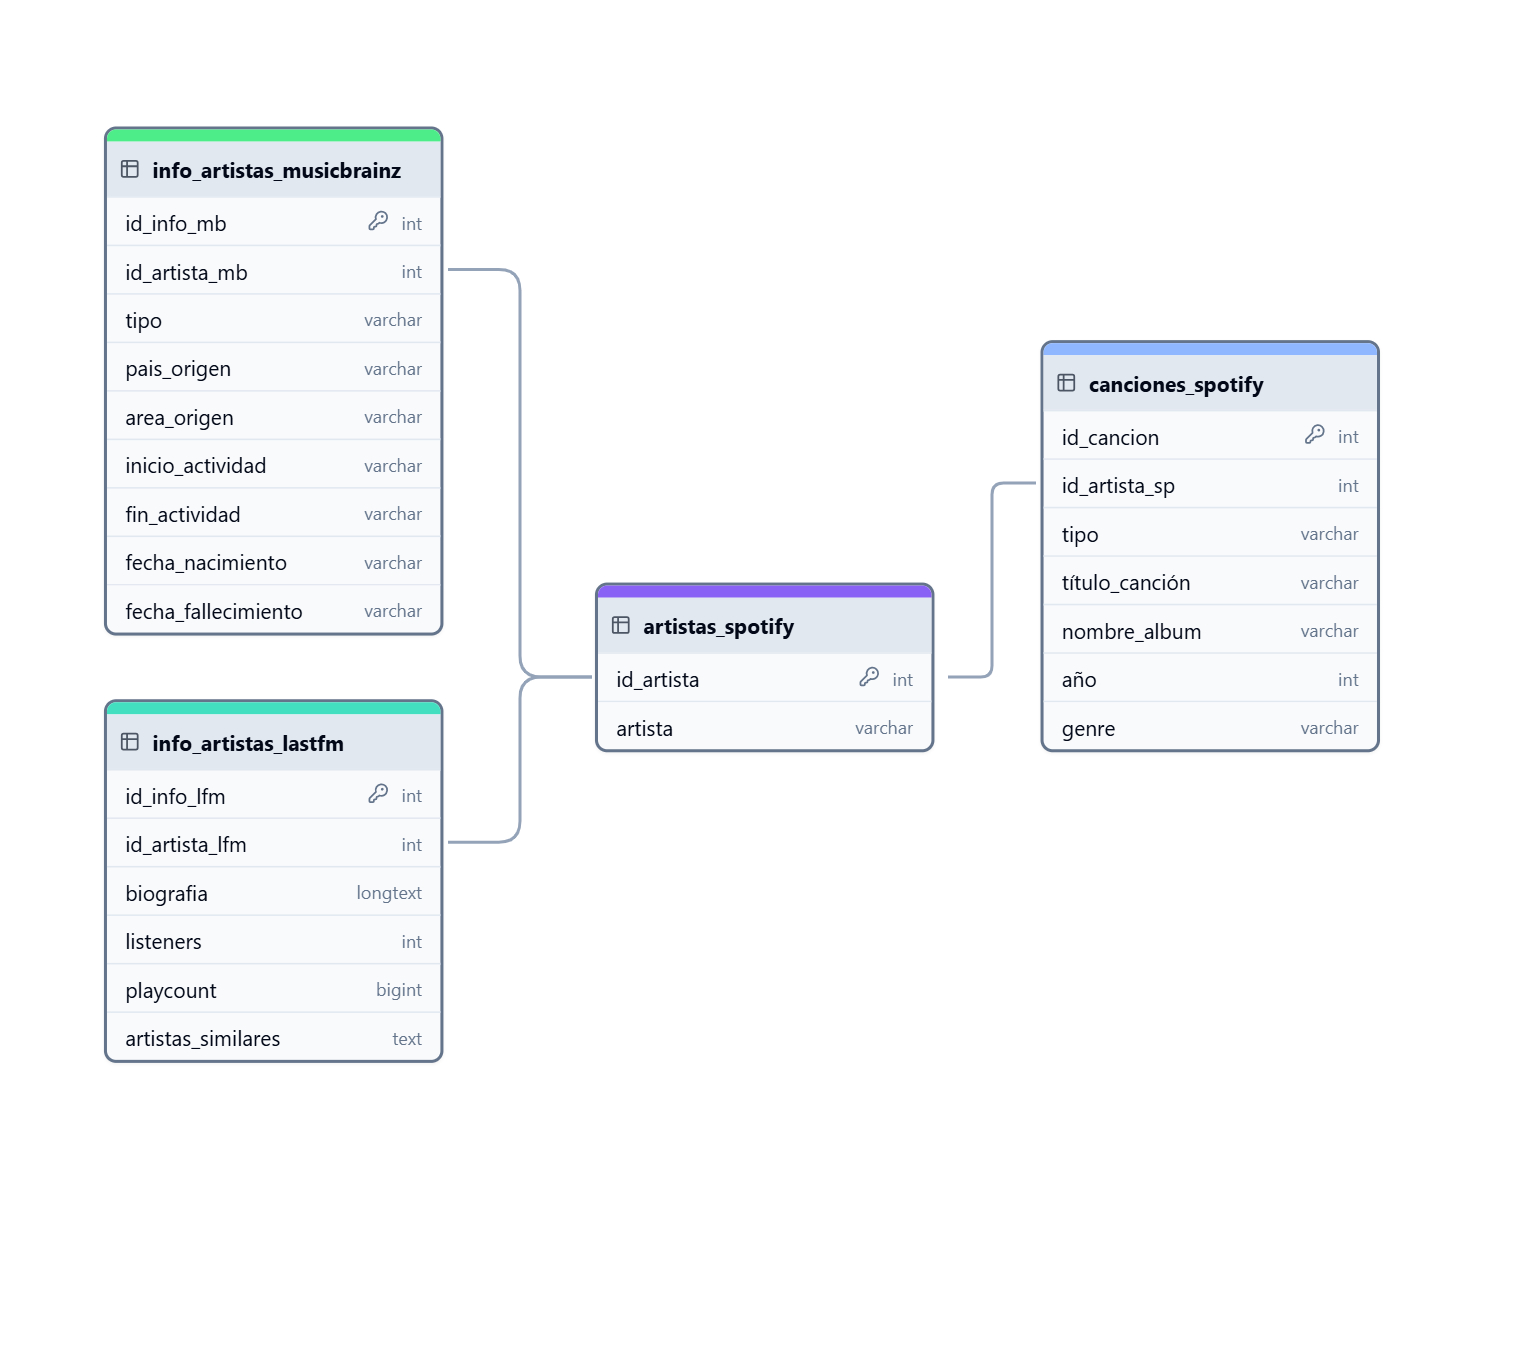 info_artistas_musicbrainz
id_info_mb int
id_artista_mb int
tipo varchar
pais_origen varchar
area_origen varchar
inicio_actividad varchar
fin_actividad varchar
fecha_nacimiento varchar
fecha_fallecimiento varchar
info_artistas_lastfm
id_info_lfm int
id_artista_lfm int
biografia longtext
listeners int
playcount bigint
artistas_similares text
artistas_spotify
id_artista int
artista varchar
canciones_spotify
id_cancion int
id_artista_sp int
tipo varchar
título_canción varchar
nombre_album varchar
año int
genre varchar